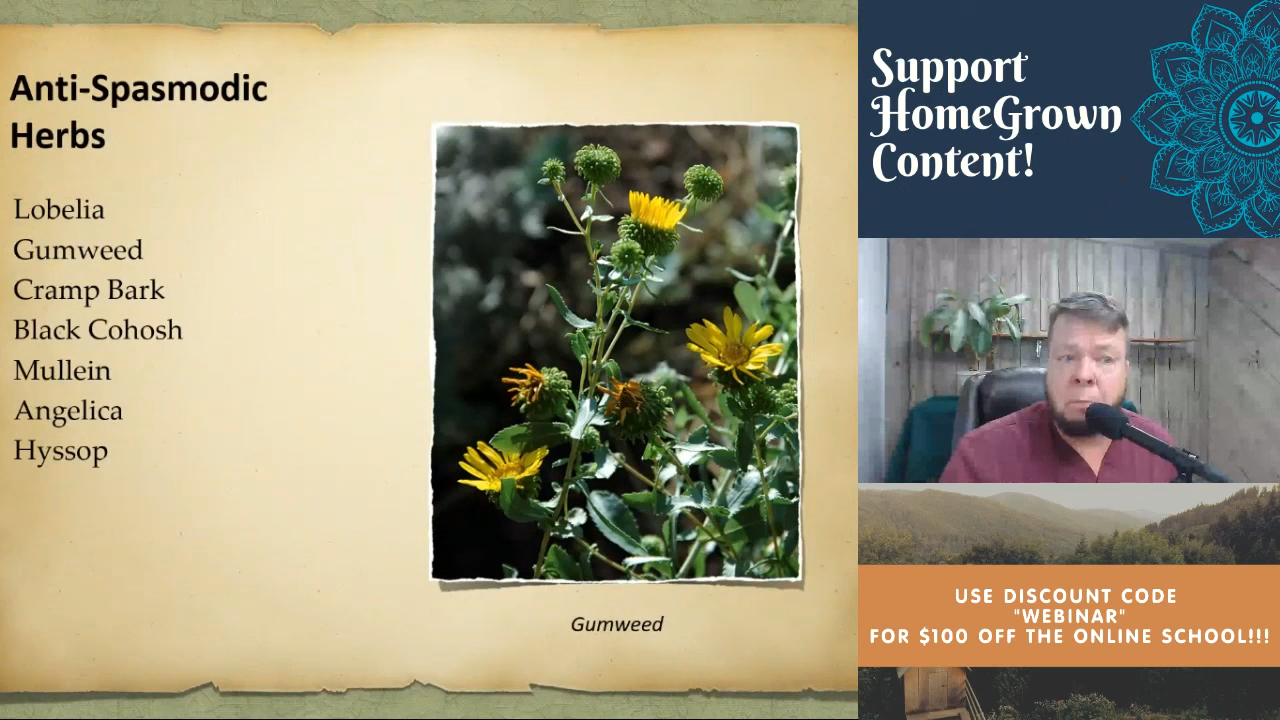 Anti-Spasmodic
Herbs
Lobelia
Gumweed
Cramp Bark
Black Cohosh
Mullein
Angelica
Hyssop
Gumweed
Support
HomeGrown
Content!
USE DISCOUNT CODE
"WEBINAR"
FOR $100 OFF THE ONLINE SCHOOL!!!